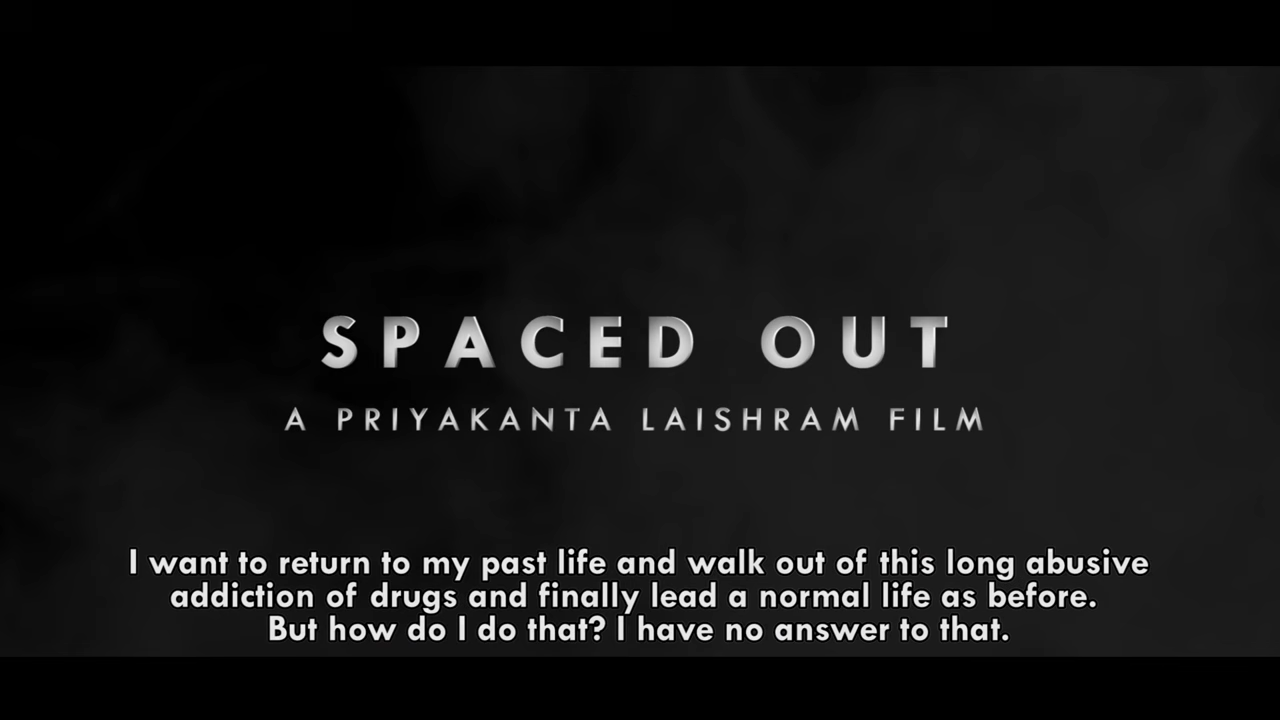 SPACED OUT
A PRIYAKANTA LAISHRAM FILM
I want to return to my past life and walk out of this long abusive
addiction of drugs and finally lead a normal life as before.
But how do I do that? I have no answer to that.